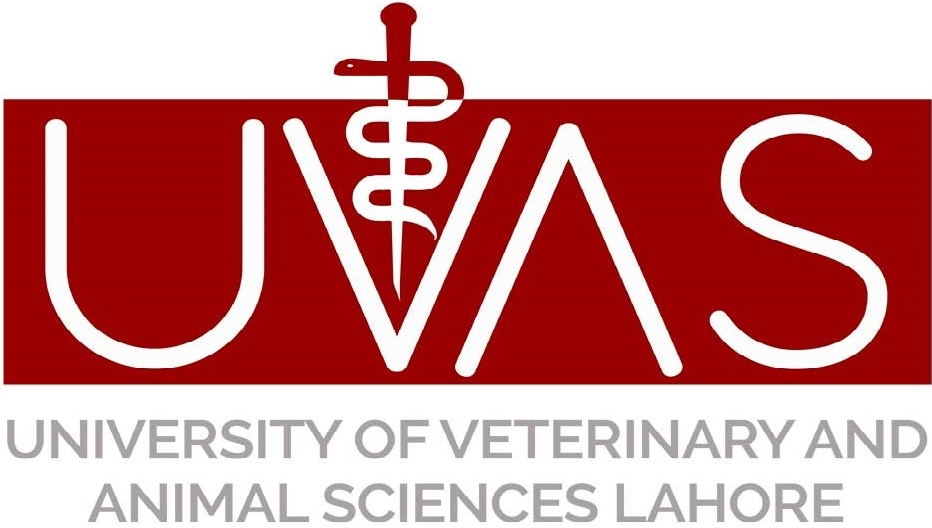 UVAS
UNIVERSITY OF VETERINARY AND
ANIMAL SCIENCES LAHORE